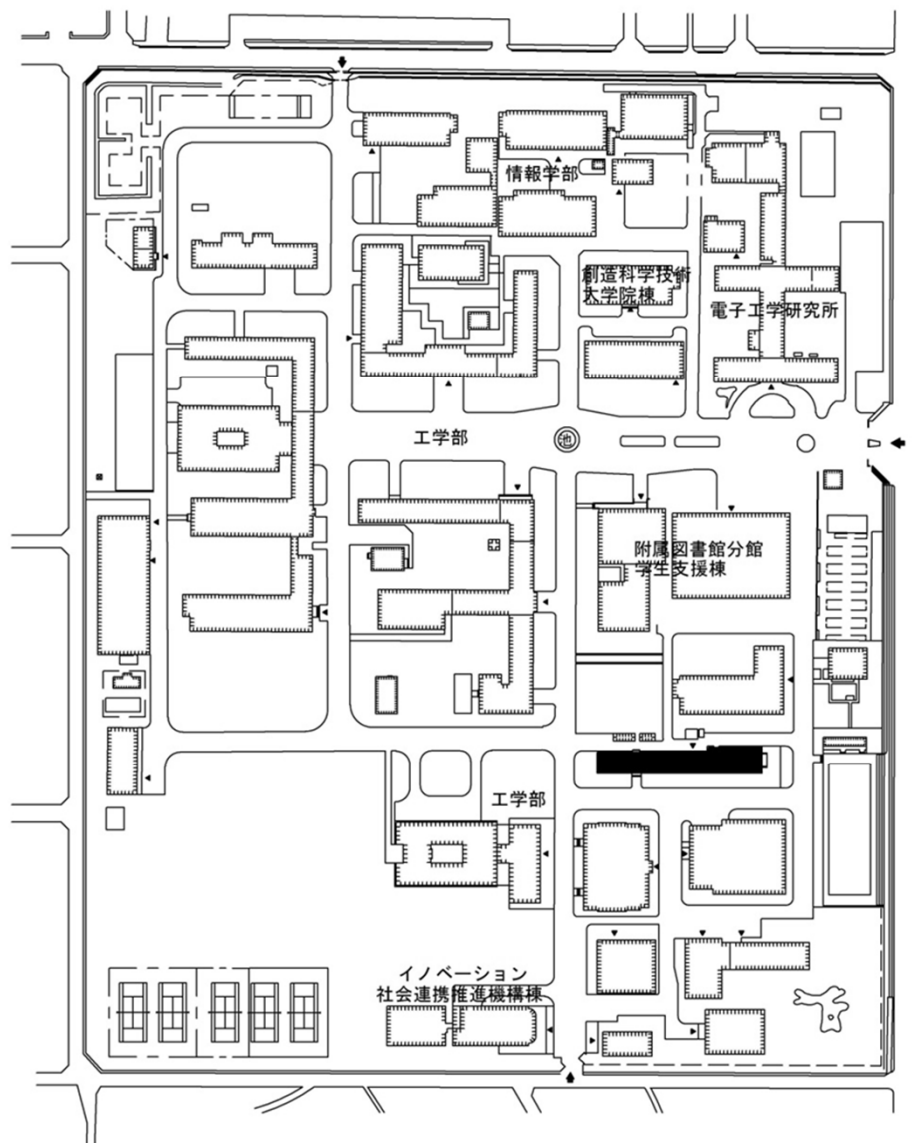 情報学部
創造科学技術
大学院棟
電子工学研究所
工学部
池
附属図書館分館
学生支援棟
工学部
イノベーション
社会連携推進機構棟